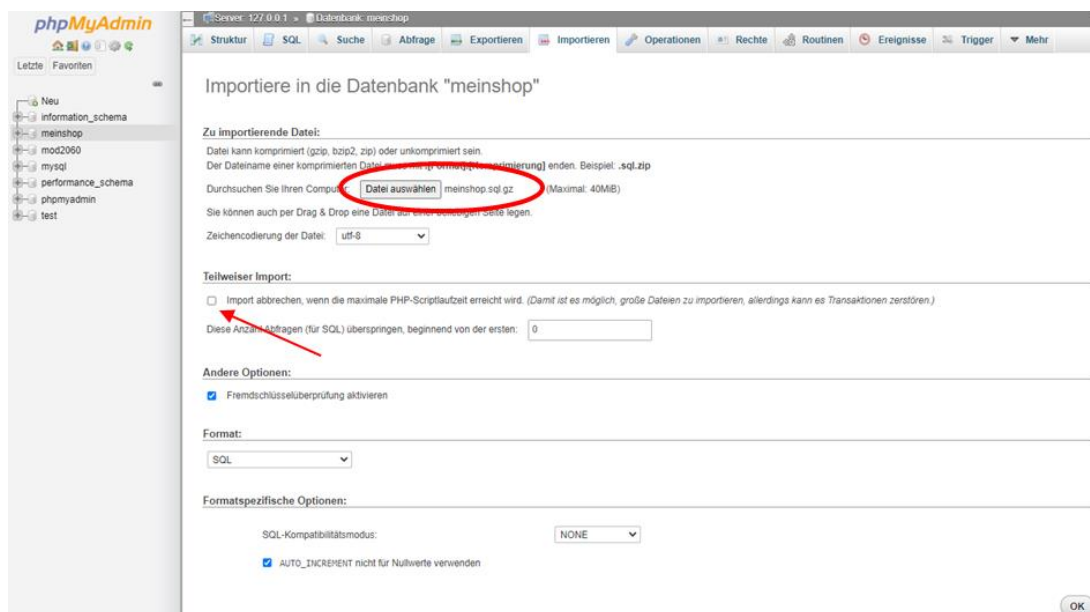 phpMyAdmin
Letzte Favoriten
Neu
information_schema
meinshop
mod2060
mysql
performance_schema
phpmyadmin
test
Server: 127.0.0.1 » Datenbank: meinshop
Struktur SQL Suche Abfrage Exportieren Importieren Operationen Rechte Routinen Ereignisse Trigger Mehr
Importiere in die Datenbank "meinshop"
Zu importierende Datei:
Datei kann komprimiert (gzip, bzip2, zip) oder unkomprimiert sein.
Der Dateiname einer komprimierten Datei muss mit .[Format].[Komprimierung] enden. Beispiel: .sql.zip
Durchsuchen Sie Ihren Computer: Datei auswählen meinshop.sql.gz (Maximal: 40MiB)
Sie können auch per Drag & Drop eine Datei auf einer beliebigen Seite legen.
Zeichencodierung der Datei: utf-8
Teilweiser Import:
Import abbrechen, wenn die maximale PHP-Scriptlaufzeit erreicht wird. (Damit ist es möglich, große Dateien zu importieren, allerdings kann es Transaktionen zerstören.)
Diese Anzahl Abfragen (für SQL) überspringen, beginnend von der ersten: 0
Andere Optionen:
Fremdschlüsselüberprüfung aktivieren
Format:
SQL
Formatspezifische Optionen:
SQL-Kompatibilitätsmodus: NONE
AUTO_INCREMENT nicht für Nullwerte verwenden
OK